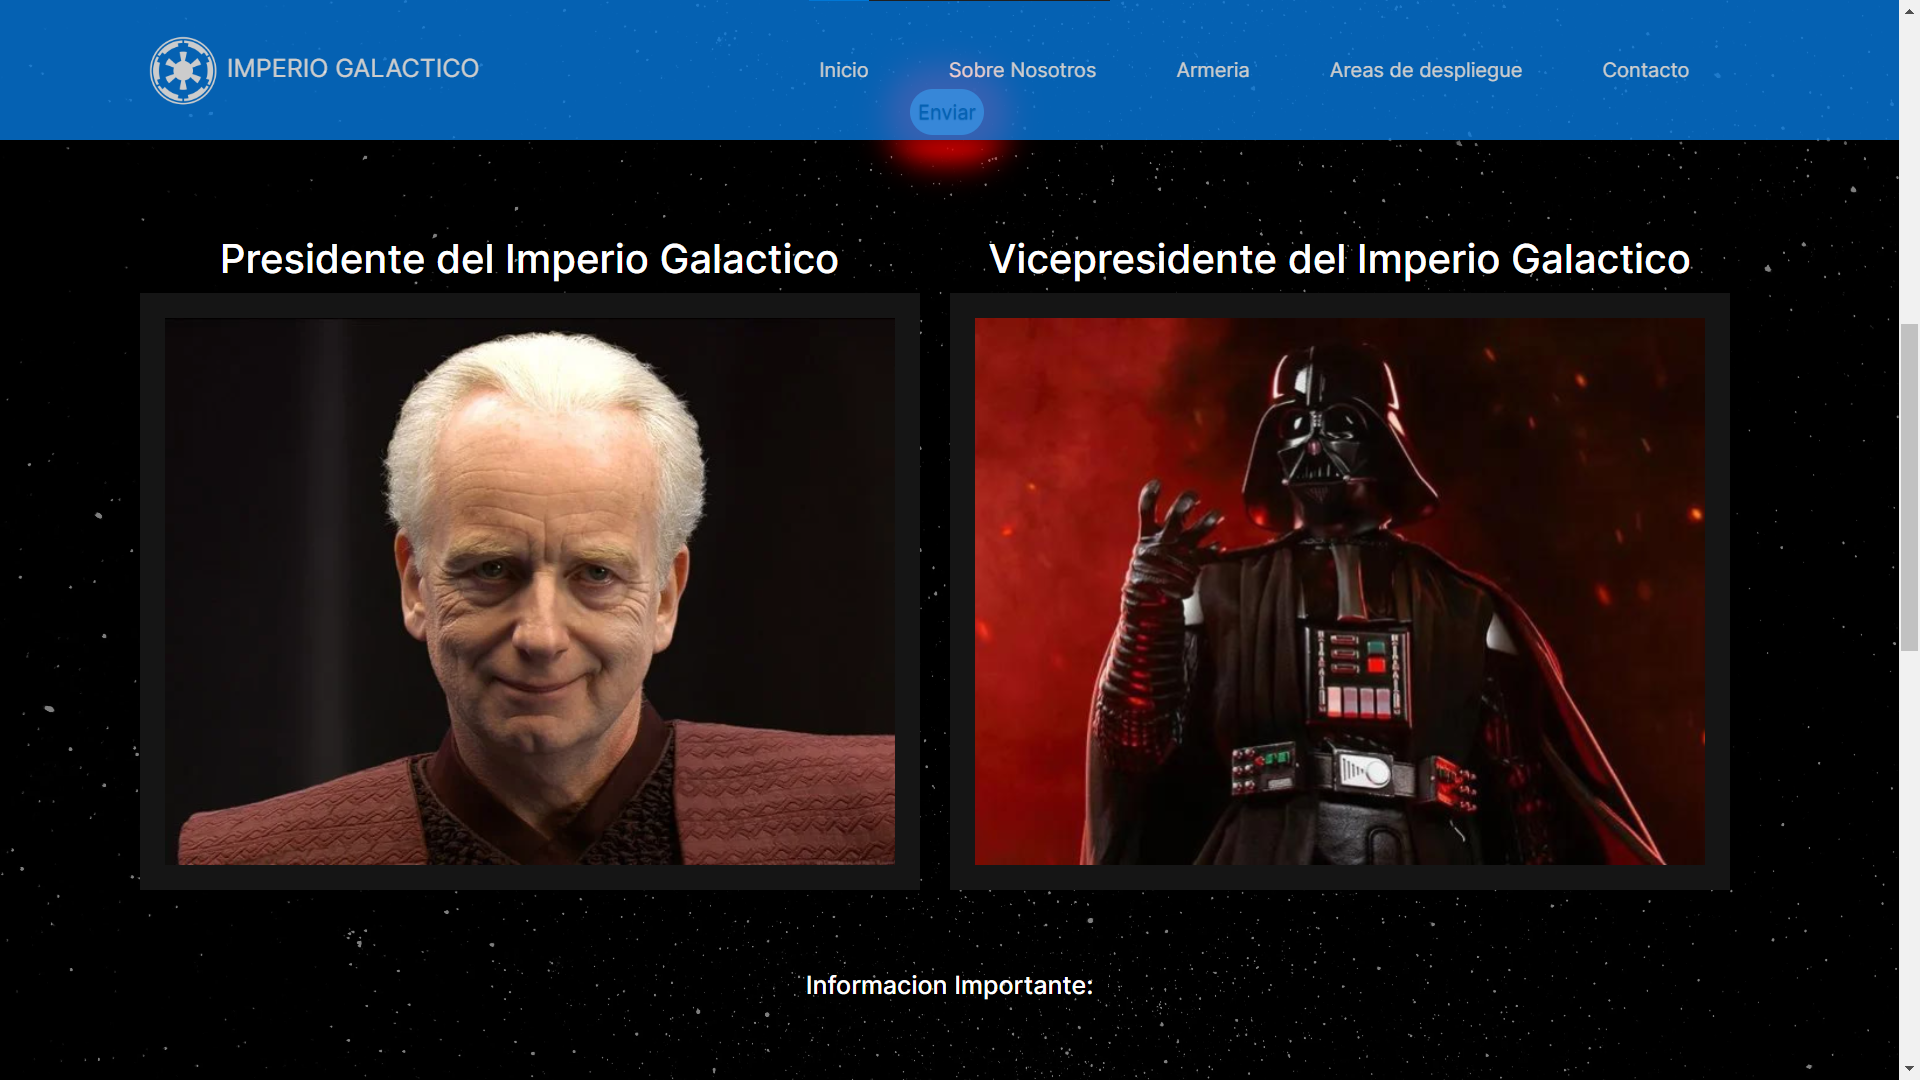 IMPERIO GALACTICO
Inicio
Sobre Nosotros
Armeria
Areas de despliegue
Contacto
Enviar
Presidente del Imperio Galactico
Vicepresidente del Imperio Galactico
Informacion Importante: